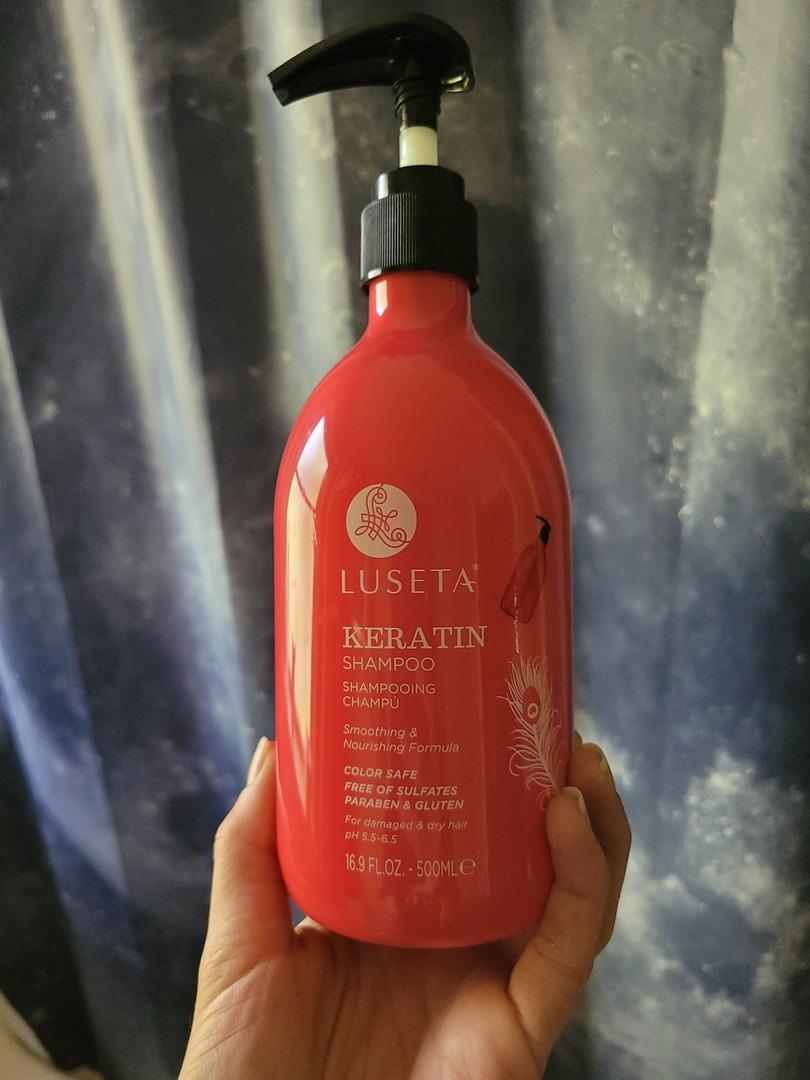 LUSETA®
KERATIN
SHAMPOO
SHAMPOOING
CHAMPÚ
Smoothing &
Nourishing Formula
COLOR SAFE
FREE OF SULFATES
PARABEN & GLUTEN
For damaged & dry hair
pH 5.5-6.5
16.9 FL.OZ. - 500ML℮